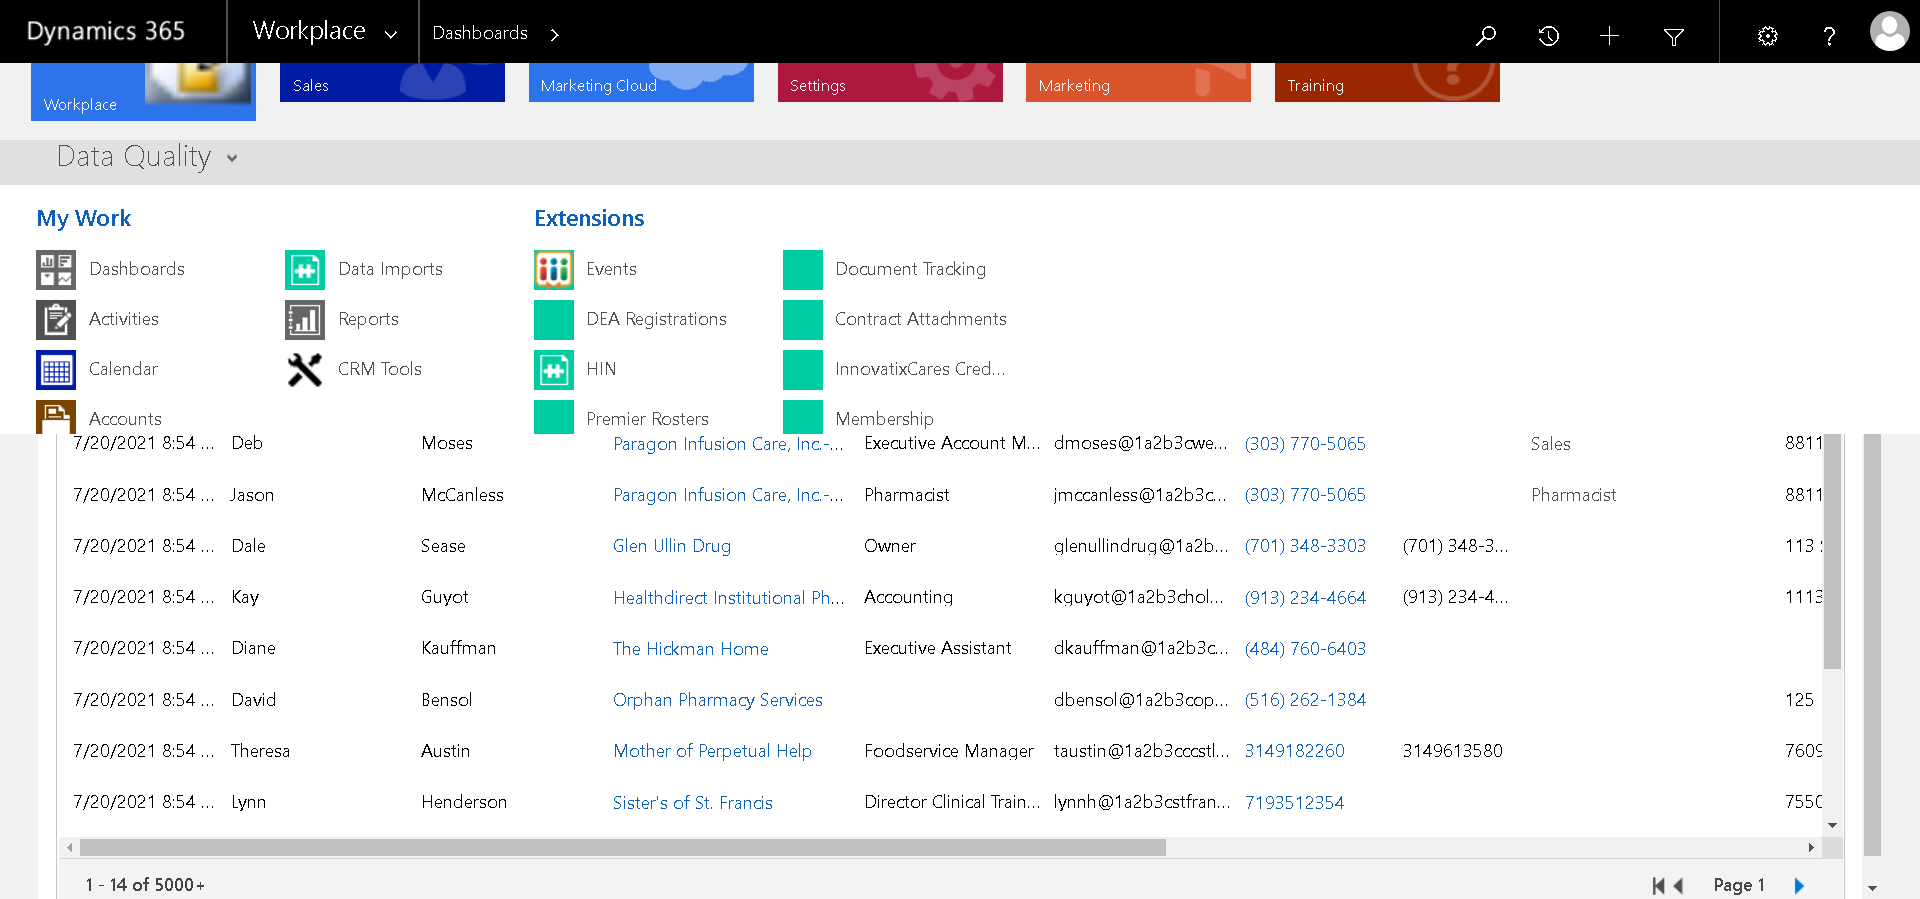 Dynamics 365 Workplace Dashboards ?
Workplace Sales Marketing Cloud Settings Marketing Training
Data Quality
My Work Extensions
Dashboards Data Imports Events Document Tracking
Activities Reports DEA Registrations Contract Attachments
Calendar CRM Tools HIN InnovatixCares Cred...
Accounts Premier Rosters Membership
7/20/2021 8:54 ... Deb Moses Paragon Infusion Care, Inc.-... Executive Account M... dmoses@1a2b3cwe... (303) 770-5065 Sales 8811
7/20/2021 8:54 ... Jason McCanless Paragon Infusion Care, Inc.-... Pharmacist jmccanless@1a2b3c... (303) 770-5065 Pharmacist 8811
7/20/2021 8:54 ... Dale Sease Glen Ullin Drug Owner glenullindrug@1a2b... (701) 348-3303 (701) 348-3... 113
7/20/2021 8:54 ... Kay Guyot Healthdirect Institutional Ph... Accounting kguyot@1a2b3chol... (913) 234-4664 (913) 234-4... 1113
7/20/2021 8:54 ... Diane Kauffman The Hickman Home Executive Assistant dkauffman@1a2b3c... (484) 760-6403
7/20/2021 8:54 ... David Bensol Orphan Pharmacy Services dbensol@1a2b3cop... (516) 262-1384 125
7/20/2021 8:54 ... Theresa Austin Mother of Perpetual Help Foodservice Manager taustin@1a2b3cccstl... 3149182260 3149613580 7609
7/20/2021 8:54 ... Lynn Henderson Sister's of St. Francis Director Clinical Train... lynnh@1a2b3cstfran... 7193512354 7550
1 - 14 of 5000+ Page 1